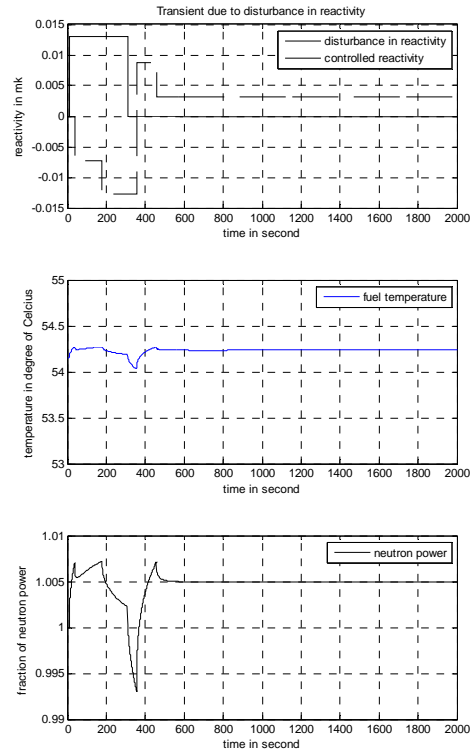 Transient due to disturbance in reactivity
0.015
0.01
0.005
0
-0.005
-0.01
-0.015
reactivity in mk
disturbance in reactivity
controlled reactivity
0 200 400 600 800 1000 1200 1400 1600 1800 2000
time in second
55
54.5
54
53.5
53
temperature in degree of Celcius
fuel temperature
0 200 400 600 800 1000 1200 1400 1600 1800 2000
time in second
1.01
1.005
1
0.995
0.99
fraction of neutron power
neutron power
0 200 400 600 800 1000 1200 1400 1600 1800 2000
time in second